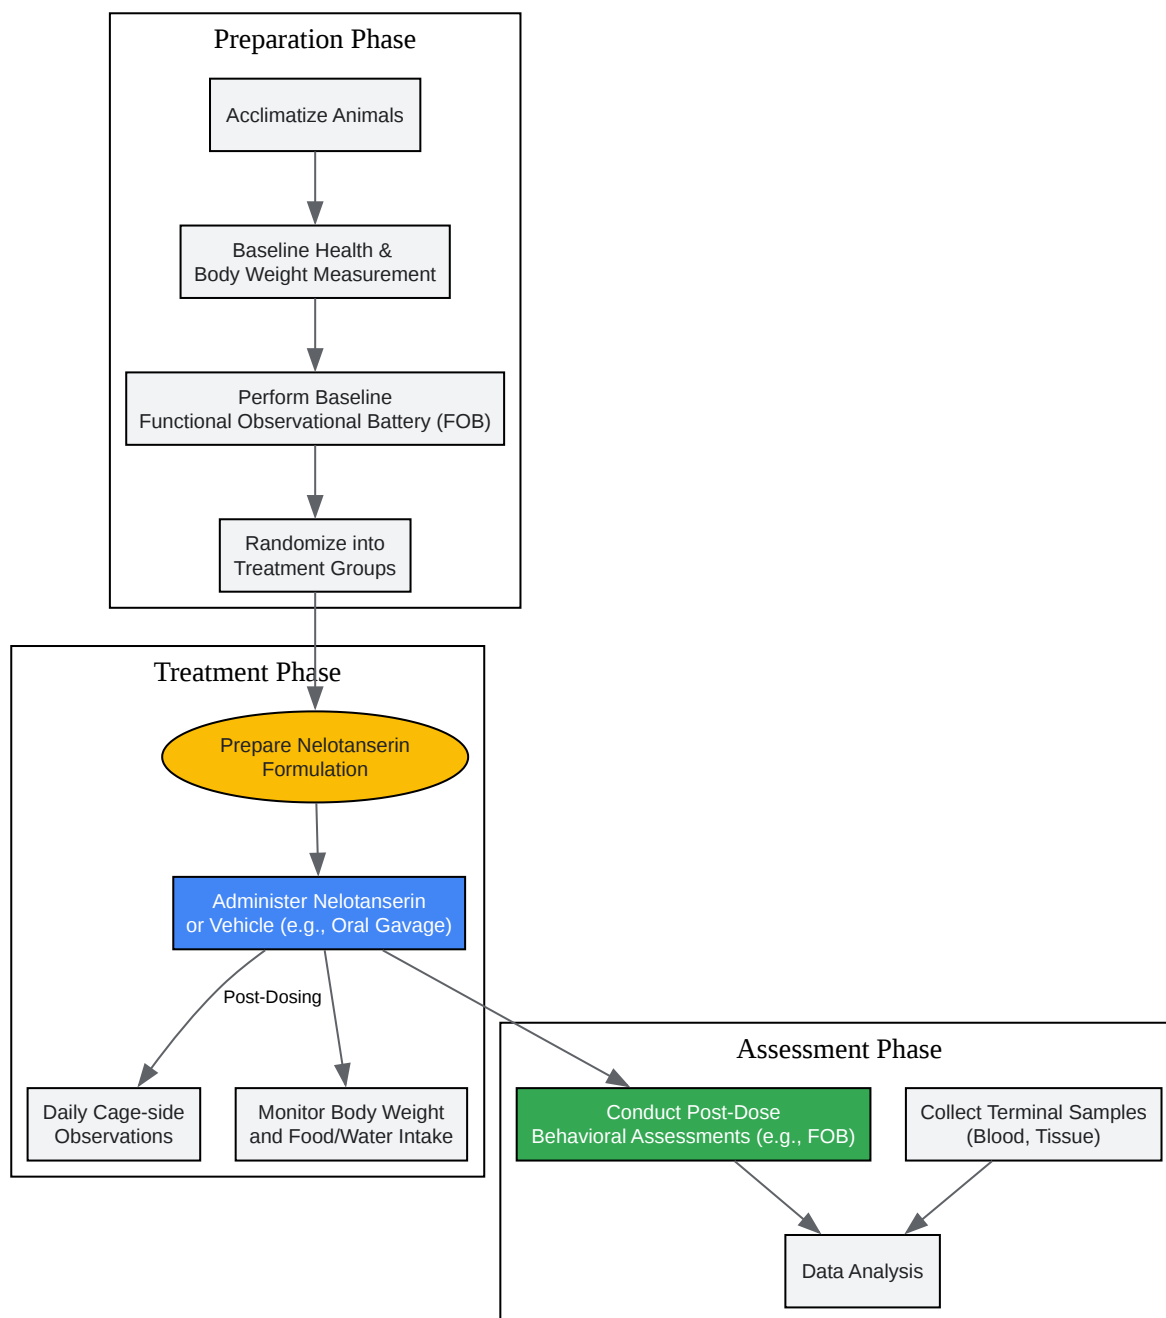 Preparation Phase
Acclimatize Animals
Baseline Health &
Body Weight Measurement
Perform Baseline
Functional Observational Battery (FOB)
Randomize into
Treatment Groups
Treatment Phase
Prepare Nelotanserin
Formulation
Administer Nelotanserin
or Vehicle (e.g., Oral Gavage)
Post-Dosing
Daily Cage-side
Observations
Monitor Body Weight
and Food/Water Intake
Assessment Phase
Conduct Post-Dose
Behavioral Assessments (e.g., FOB)
Collect Terminal Samples
(Blood, Tissue)
Data Analysis